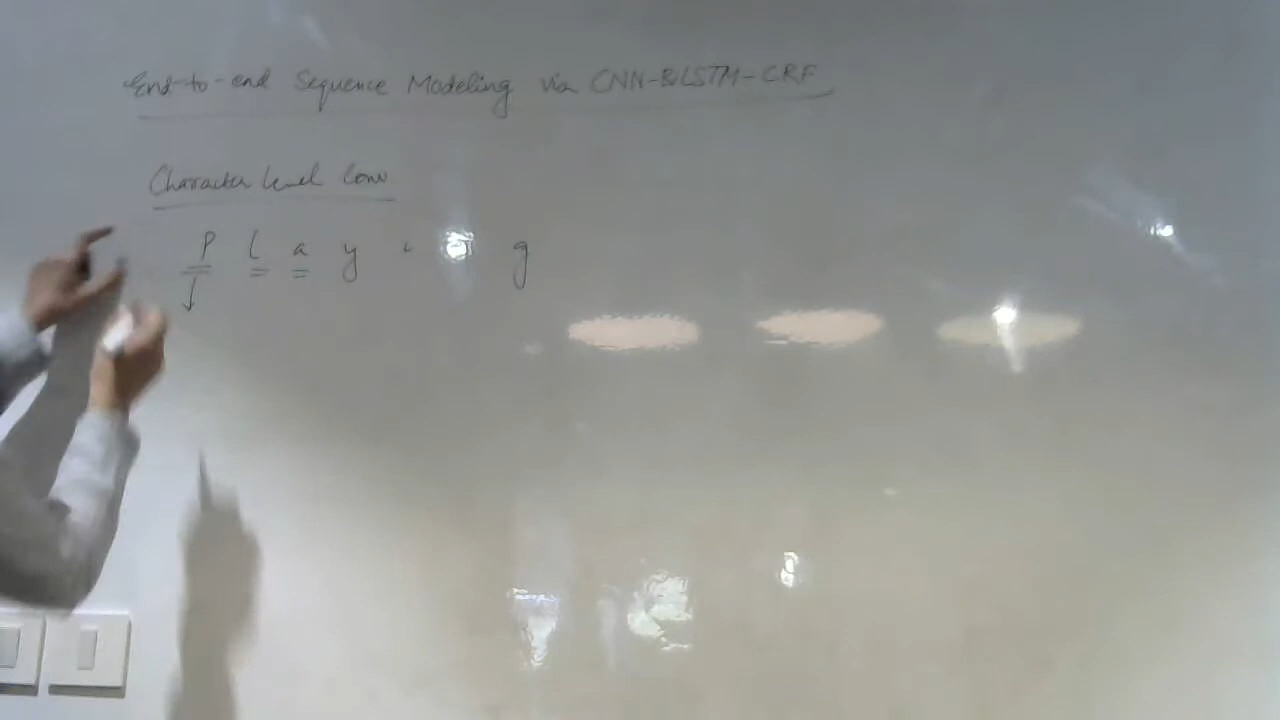 End-to-end Sequence Modeling via CNN-BiLSTM-CRF
Character level Conv
P l a y i g